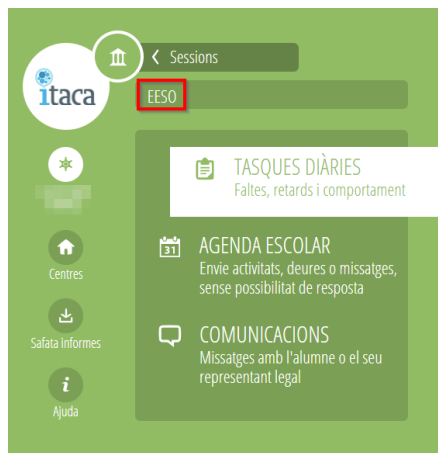 itaca
Sessions
EESO
TASQUES DIÀRIES
Faltes, retards i comportament
31
AGENDA ESCOLAR
Envie activitats, deures o missatges,
sense possibilitat de resposta
COMUNICACIONS
Missatges amb l'alumne o el seu
representant legal
Centres
Safata informes
i
Ajuda